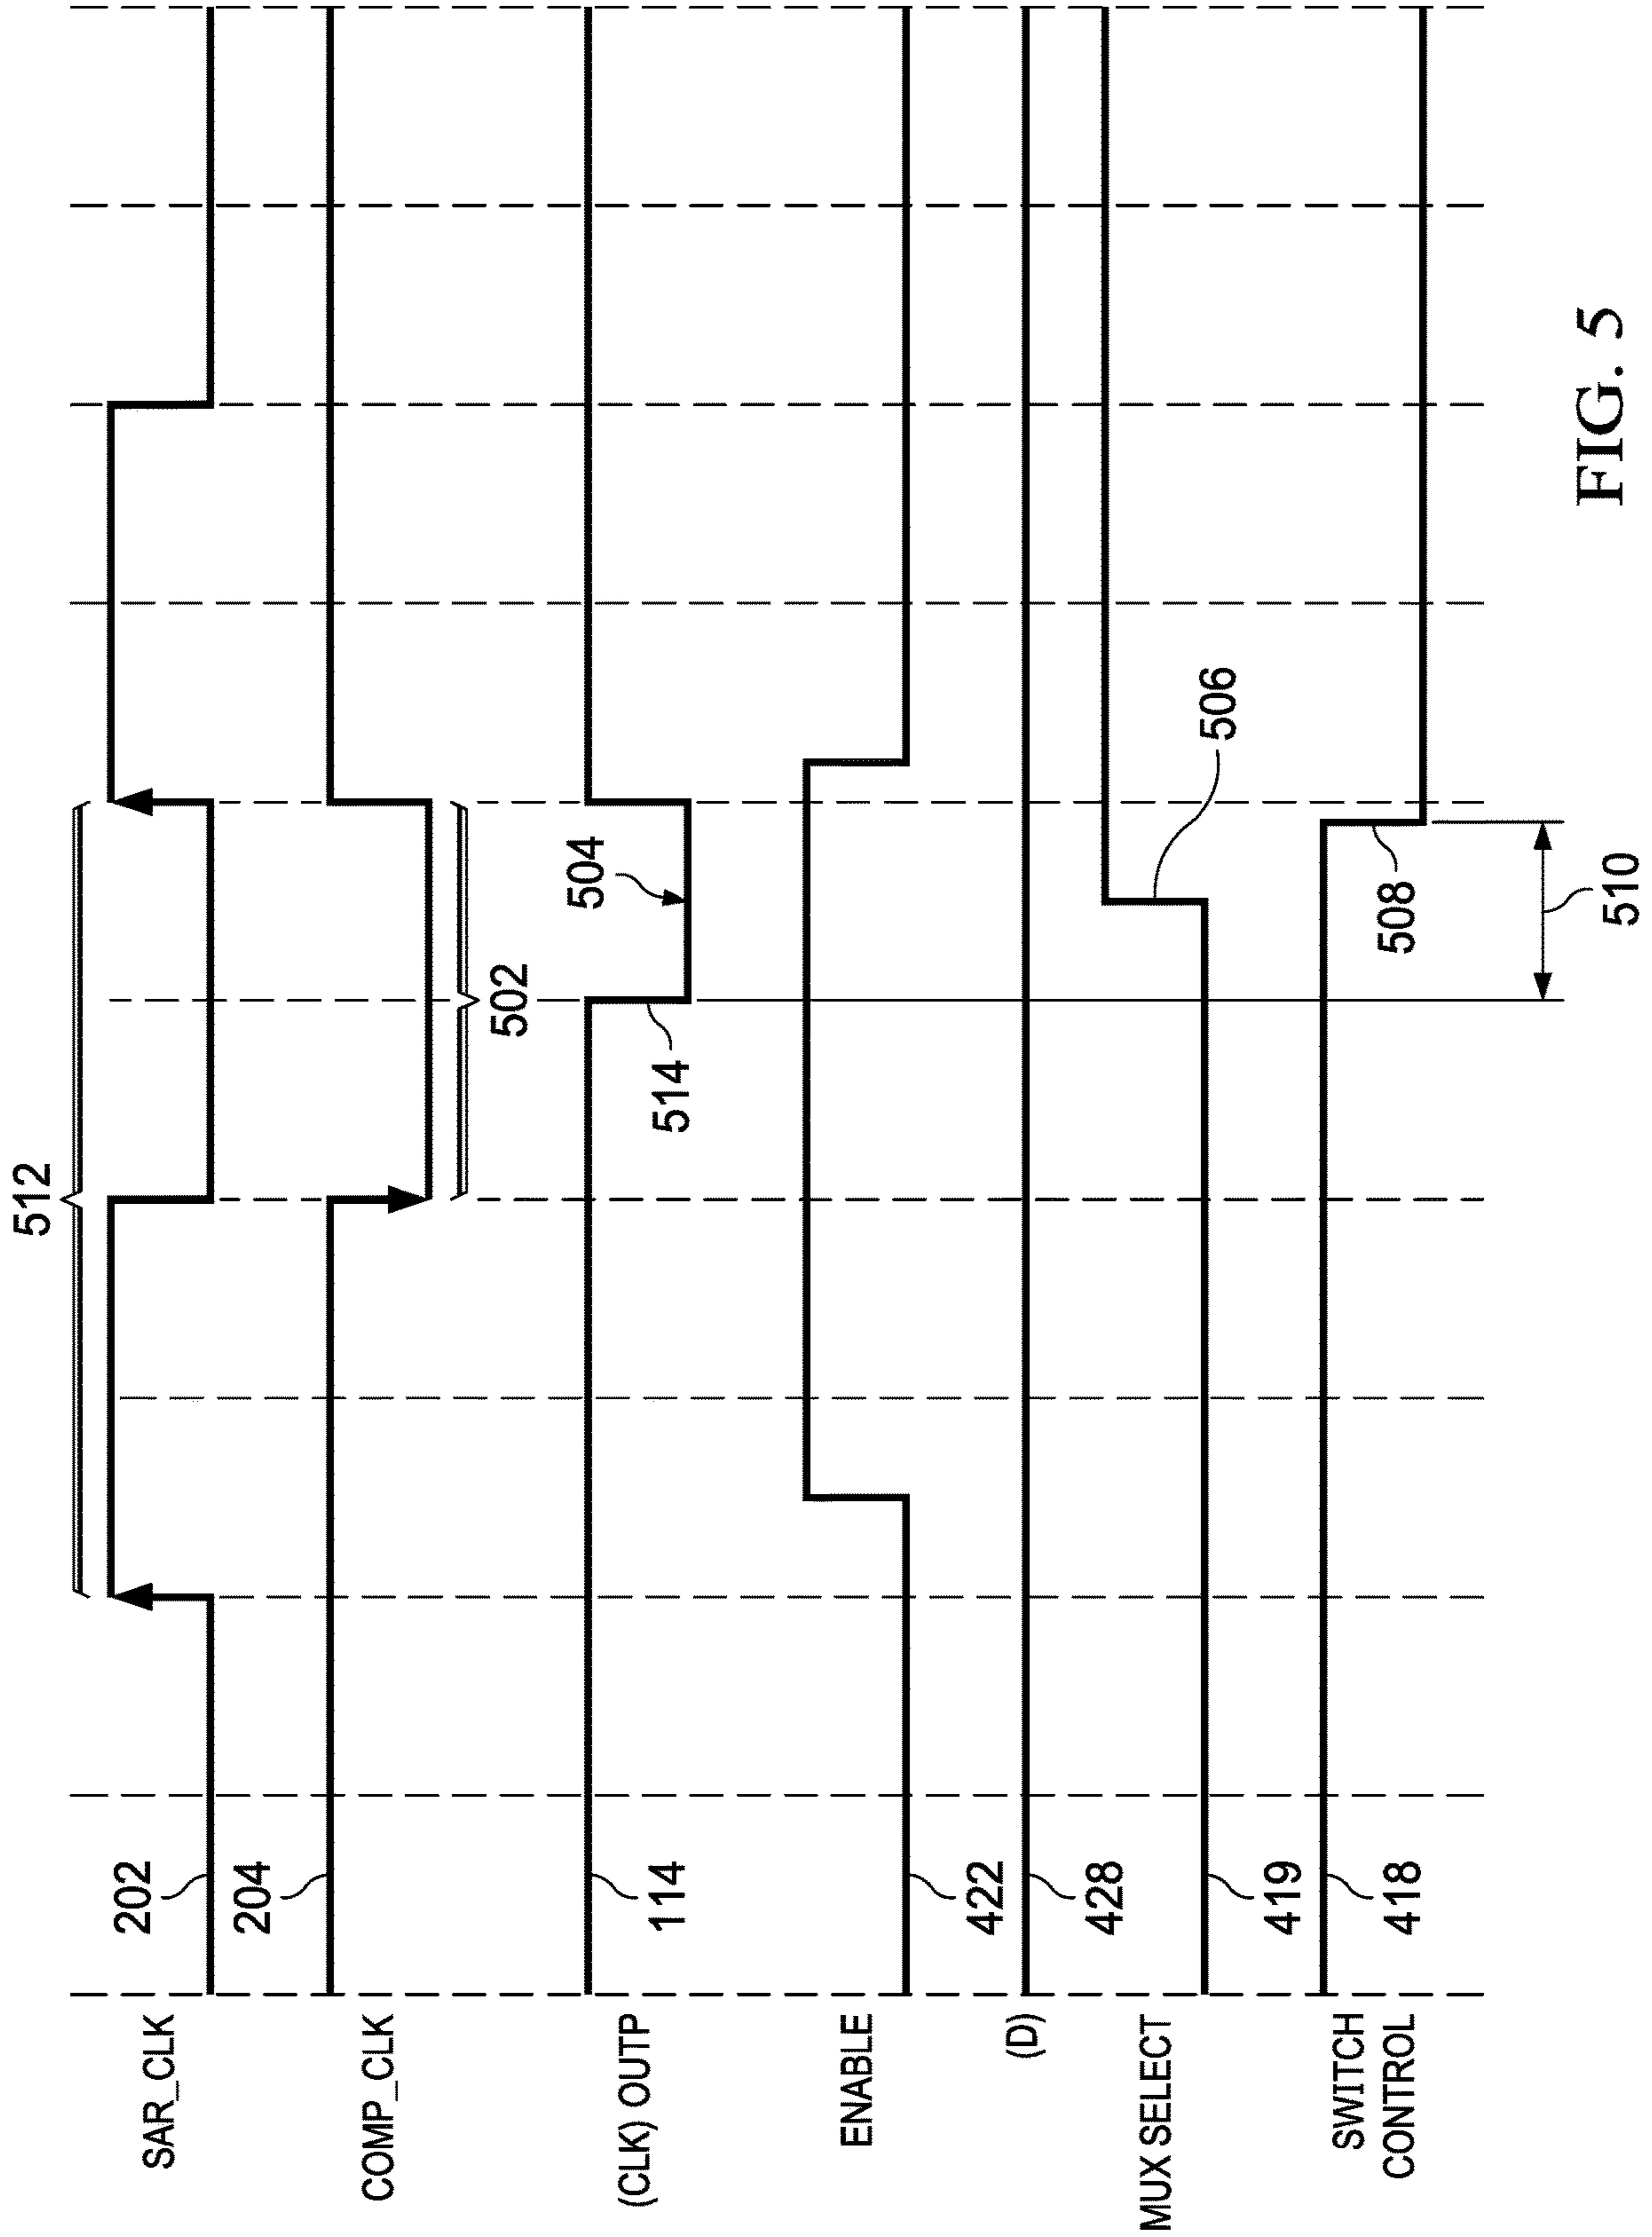 512
SAR_CLK
202
COMP_CLK
204
502
(CLK) OUTP
114
514
504
ENABLE
422
(D)
428
MUX SELECT
419
506
SWITCH
CONTROL
418
508
510
FIG. 5